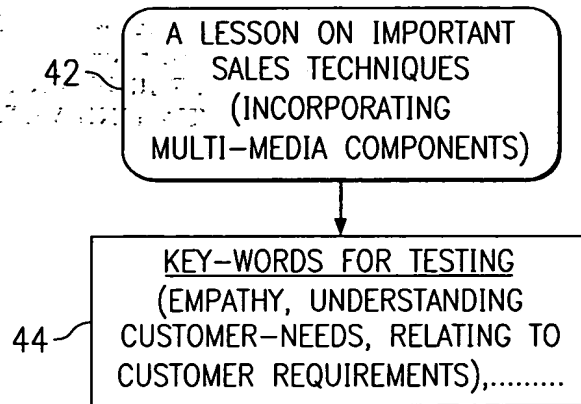 A LESSON ON IMPORTANT
42
SALES TECHNIQUES
(INCORPORATING
MULTI-MEDIA COMPONENTS)
KEY-WORDS FOR TESTING
(EMPATHY, UNDERSTANDING
44
CUSTOMER-NEEDS, RELATING TO
CUSTOMER REQUIREMENTS),.........